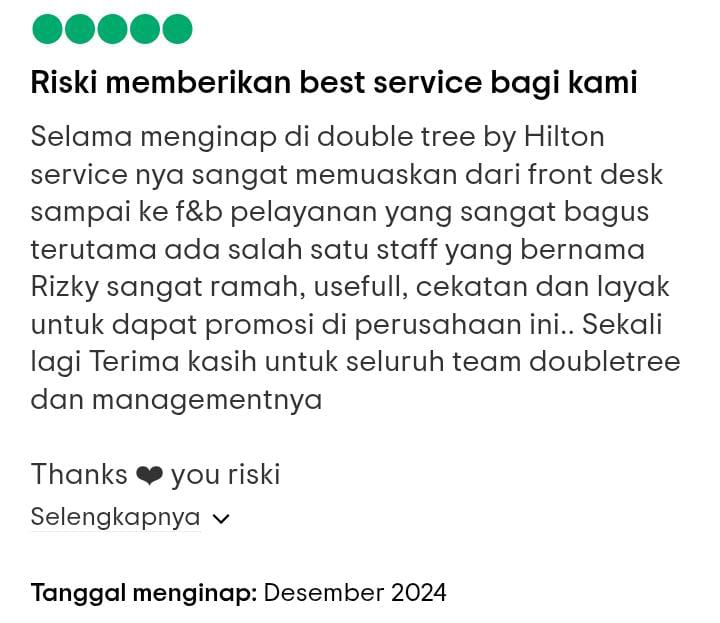 Riski memberikan best service bagi kami
Selama menginap di double tree by Hilton
service nya sangat memuaskan dari front desk
sampai ke f&b pelayanan yang sangat bagus
terutama ada salah satu staff yang bernama
Rizky sangat ramah, usefull, cekatan dan layak
untuk dapat promosi di perusahaan ini.. Sekali
lagi Terima kasih untuk seluruh team doubletree
dan managementnya
Thanks ❤ you riski
Selengkapnya
Tanggal menginap: Desember 2024